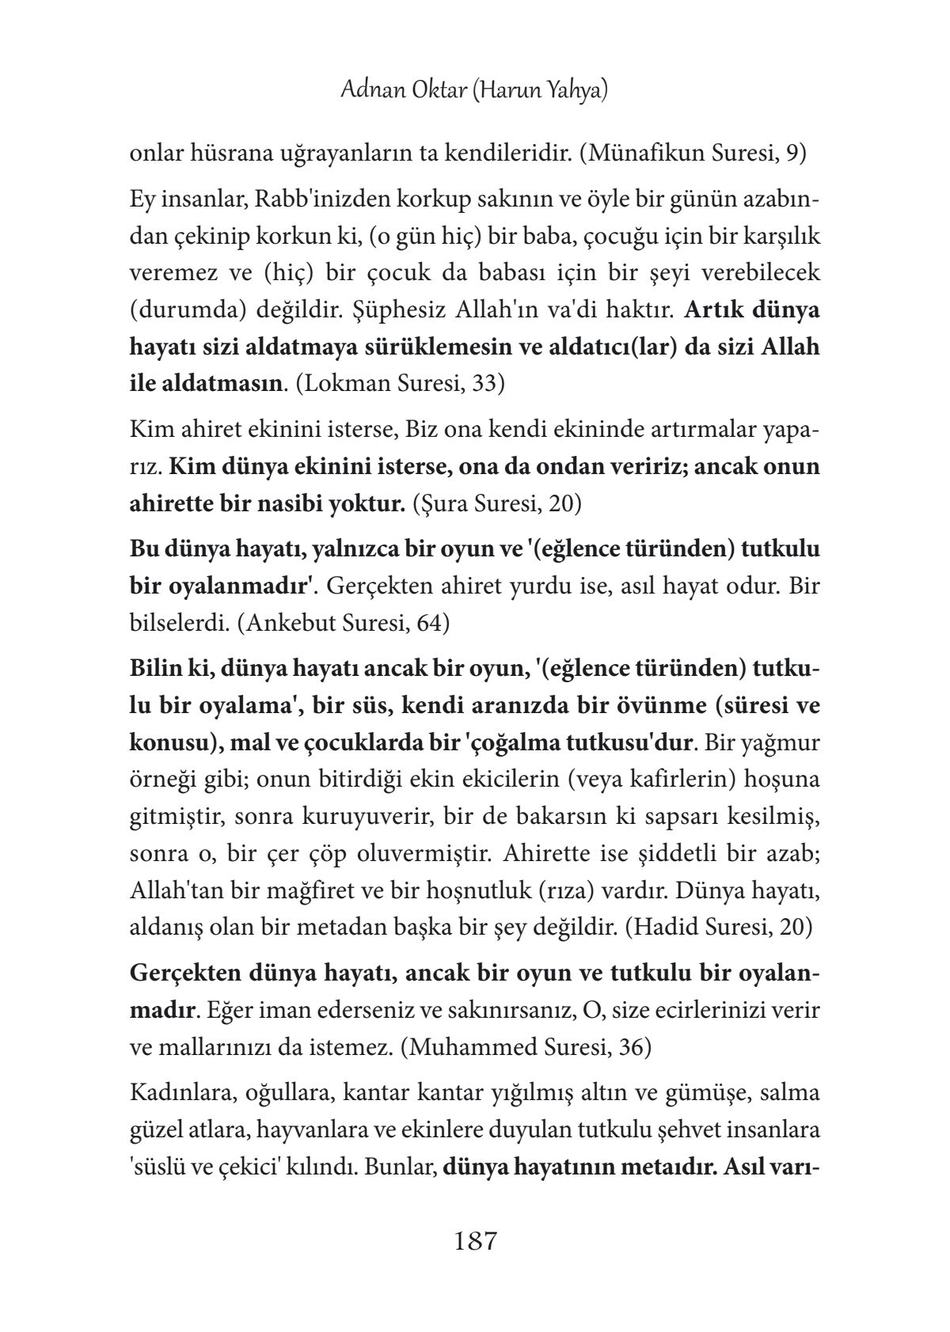 Adnan Oktar (Harun Yahya)
onlar hüsrana uğrayanların ta kendileridir. (Münafikun Suresi, 9)
Ey insanlar, Rabb'inizden korkup sakının ve öyle bir günün azabın-
dan çekinip korkun ki, (o gün hiç) bir baba, çocuğu için bir karşılık
veremez ve (hiç) bir çocuk da babası için bir şeyi verebilecek
(durumda) değildir. Şüphesiz Allah'ın va'di haktır. Artık dünya
hayatı sizi aldatmaya sürüklemesin ve aldatıcı(lar) da sizi Allah
ile aldatmasın. (Lokman Suresi, 33)
Kim ahiret ekinini isterse, Biz ona kendi ekininde artırmalar yapa-
rız. Kim dünya ekinini isterse, ona da ondan veririz; ancak onun
ahirette bir nasibi yoktur. (Şura Suresi, 20)
Bu dünya hayatı, yalnızca bir oyun ve '(eğlence türünden) tutkulu
bir oyalanmadır'. Gerçekten ahiret yurdu ise, asıl hayat odur. Bir
bilselerdi. (Ankebut Suresi, 64)
Bilin ki, dünya hayatı ancak bir oyun, '(eğlence türünden) tutku-
lu bir oyalama', bir süs, kendi aranızda bir övünme (süresi ve
konusu), mal ve çocuklarda bir 'çoğalma tutkusu'dur. Bir yağmur
örneği gibi; onun bitirdiği ekin ekicilerin (veya kafirlerin) hoşuna
gitmiştir, sonra kuruyuverir, bir de bakarsın ki sapsarı kesilmiş,
sonra o, bir çer çöp oluvermiştir. Ahirette ise şiddetli bir azab;
Allah'tan bir mağfiret ve bir hoşnutluk (rıza) vardır. Dünya hayatı,
aldanış olan bir metadan başka bir şey değildir. (Hadid Suresi, 20)
Gerçekten dünya hayatı, ancak bir oyun ve tutkulu bir oyalan-
madır. Eğer iman ederseniz ve sakınırsanız, O, size ecirlerinizi verir
ve mallarınızı da istemez. (Muhammed Suresi, 36)
Kadınlara, oğullara, kantar kantar yığılmış altın ve gümüşe, salma
güzel atlara, hayvanlara ve ekinlere duyulan tutkulu şehvet insanlara
'süslü ve çekici' kılındı. Bunlar, dünya hayatının metaıdır. Asıl varı-
187